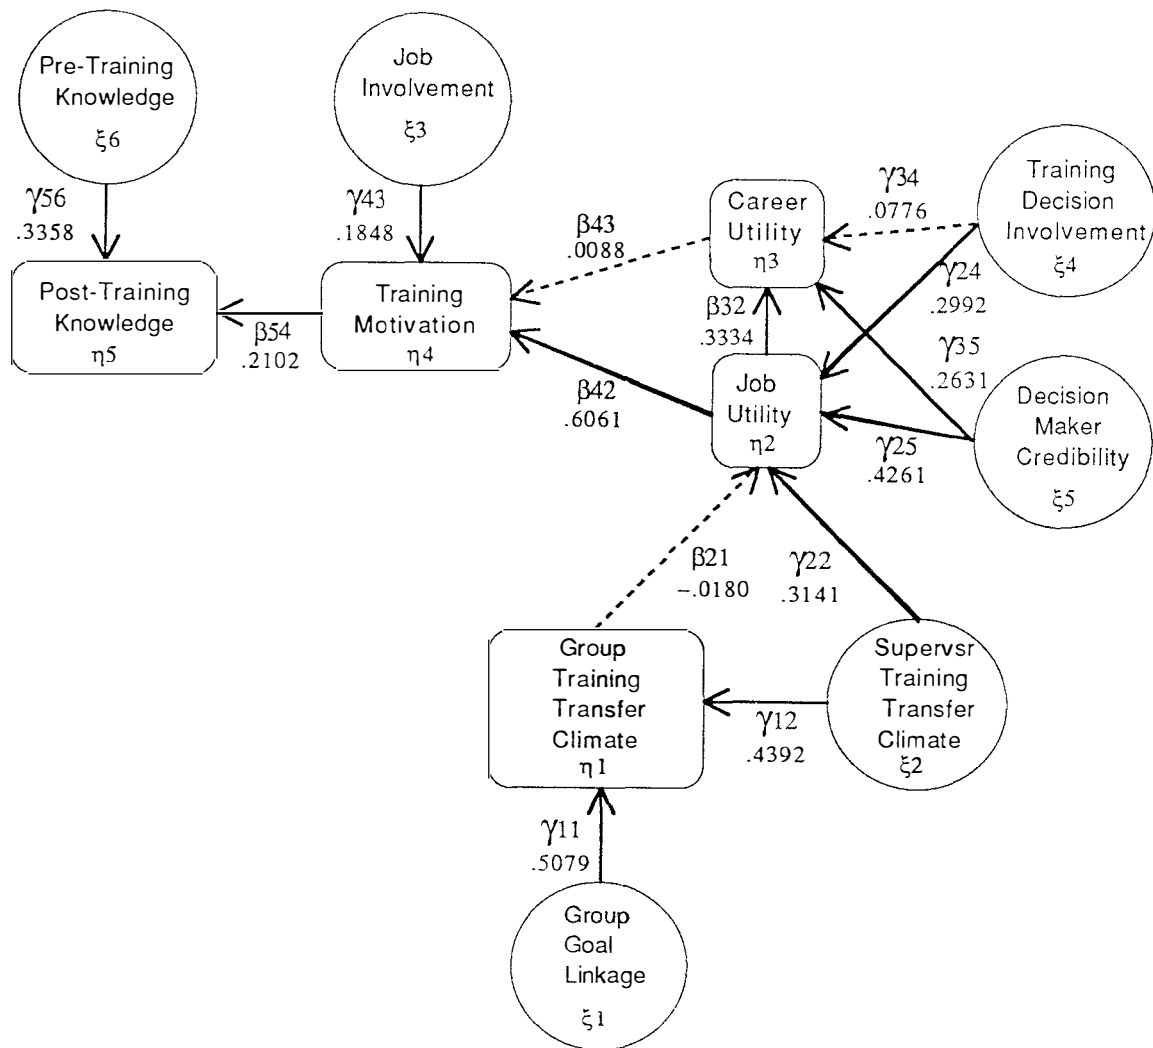 Pre-Training
Knowledge
ξ6
Job
Involvement
ξ3
γ56
.3358
γ43
.1848
Post-Training
Knowledge
η5
β54
.2102
Training
Motivation
η4
β43
.0088
β42
.6061
Career
Utility
η3
β32
.3334
Job
Utility
η2
γ34
.0776
γ24
.2992
γ35
.2631
γ25
.4261
Training
Decision
Involvement
ξ4
Decision
Maker
Credibility
ξ5
β21
–.0180
γ22
.3141
Group
Training
Transfer
Climate
η1
γ12
.4392
Supervsr
Training
Transfer
Climate
ξ2
γ11
.5079
Group
Goal
Linkage
ξ1